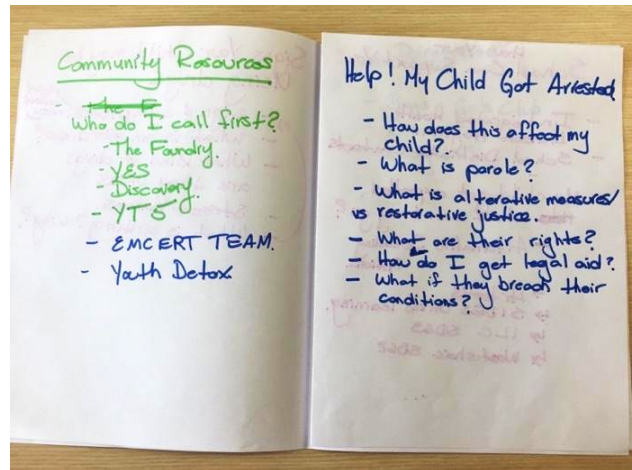 Community Resources
- The F
Who do I call first?
- The Foundry.
- YES
- Discovery.
- YTS
- EMCERT TEAM.
- Youth Detox
Help! My Child Got Arrested
- How does this affect my
child?.
- What is parole?
- What is alterative measures/
vs restorative justice.
- What are their rights?
- How do I get legal aid?
- What if they breach their
conditions?